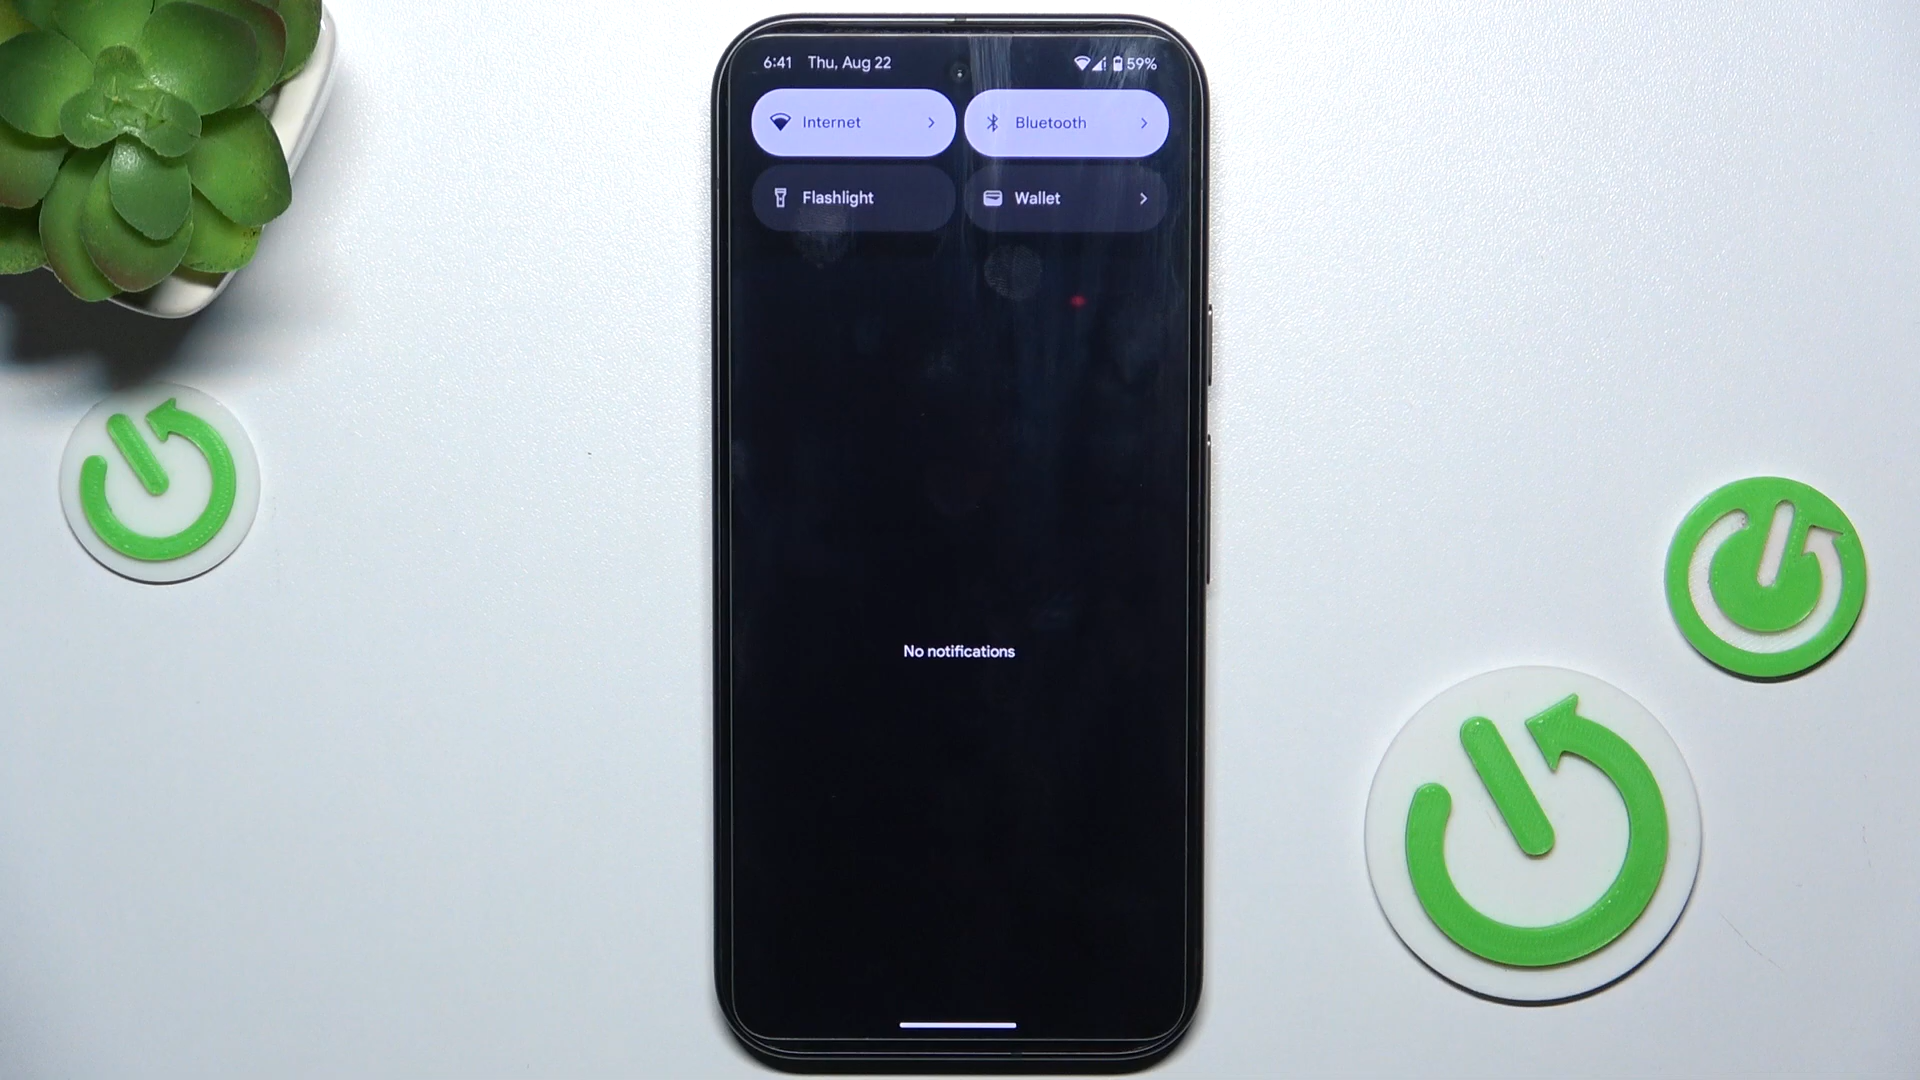 6:41 Thu, Aug 22 59%
Internet Bluetooth
Flashlight Wallet
No notifications